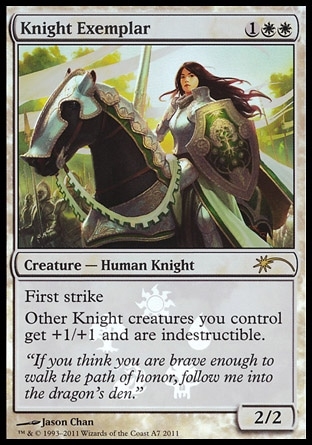 Knight Exemplar 1
Creature — Human Knight
First strike
Other Knight creatures you control
get +1/+1 and are indestructible.
“If you think you are brave enough to
walk the path of honor, follow me into
the dragon’s den.”
Jason Chan
™ & © 1993–2011 Wizards of the Coast A7 2011
2/2